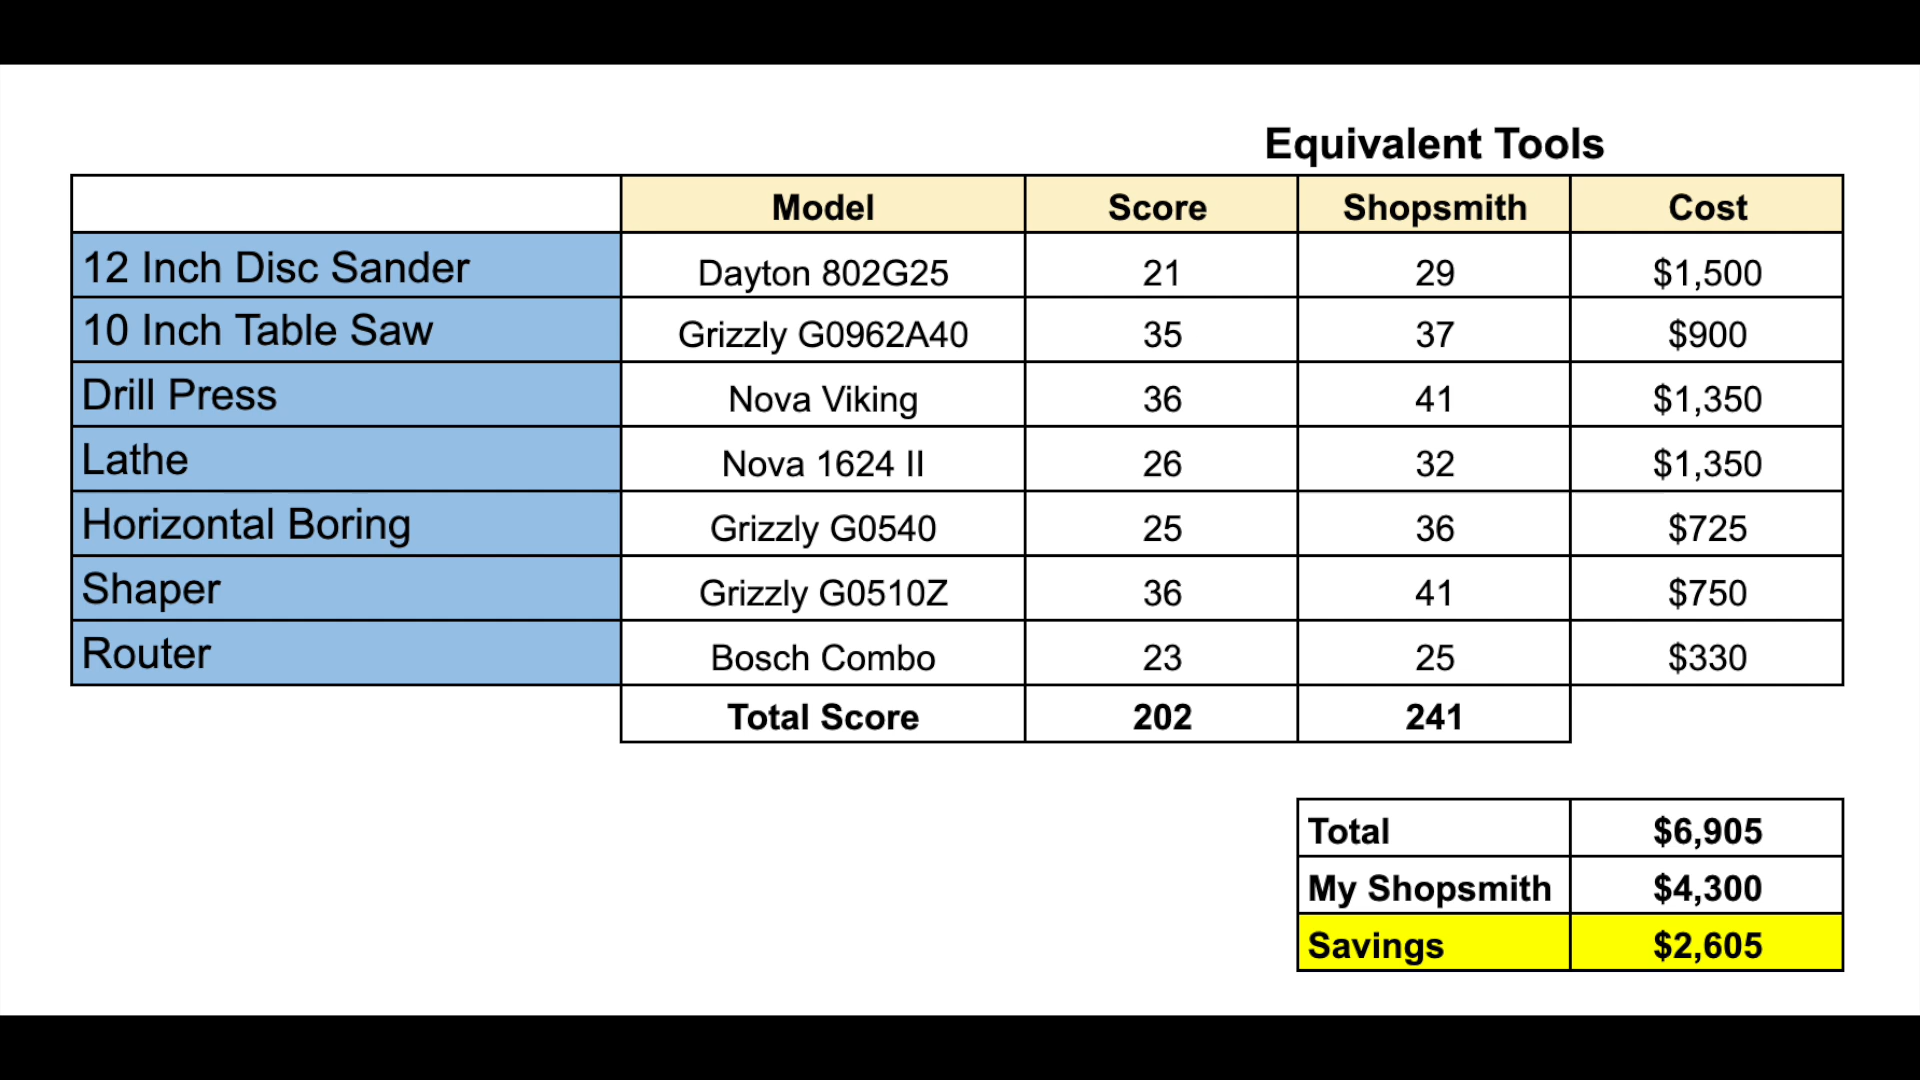 Equivalent Tools
Model Score Shopsmith Cost
12 Inch Disc Sander Dayton 802G25 21 29 $1,500
10 Inch Table Saw Grizzly G0962A40 35 37 $900
Drill Press Nova Viking 36 41 $1,350
Lathe Nova 1624 II 26 32 $1,350
Horizontal Boring Grizzly G0540 25 36 $725
Shaper Grizzly G0510Z 36 41 $750
Router Bosch Combo 23 25 $330
Total Score 202 241
Total $6,905
My Shopsmith $4,300
Savings $2,605